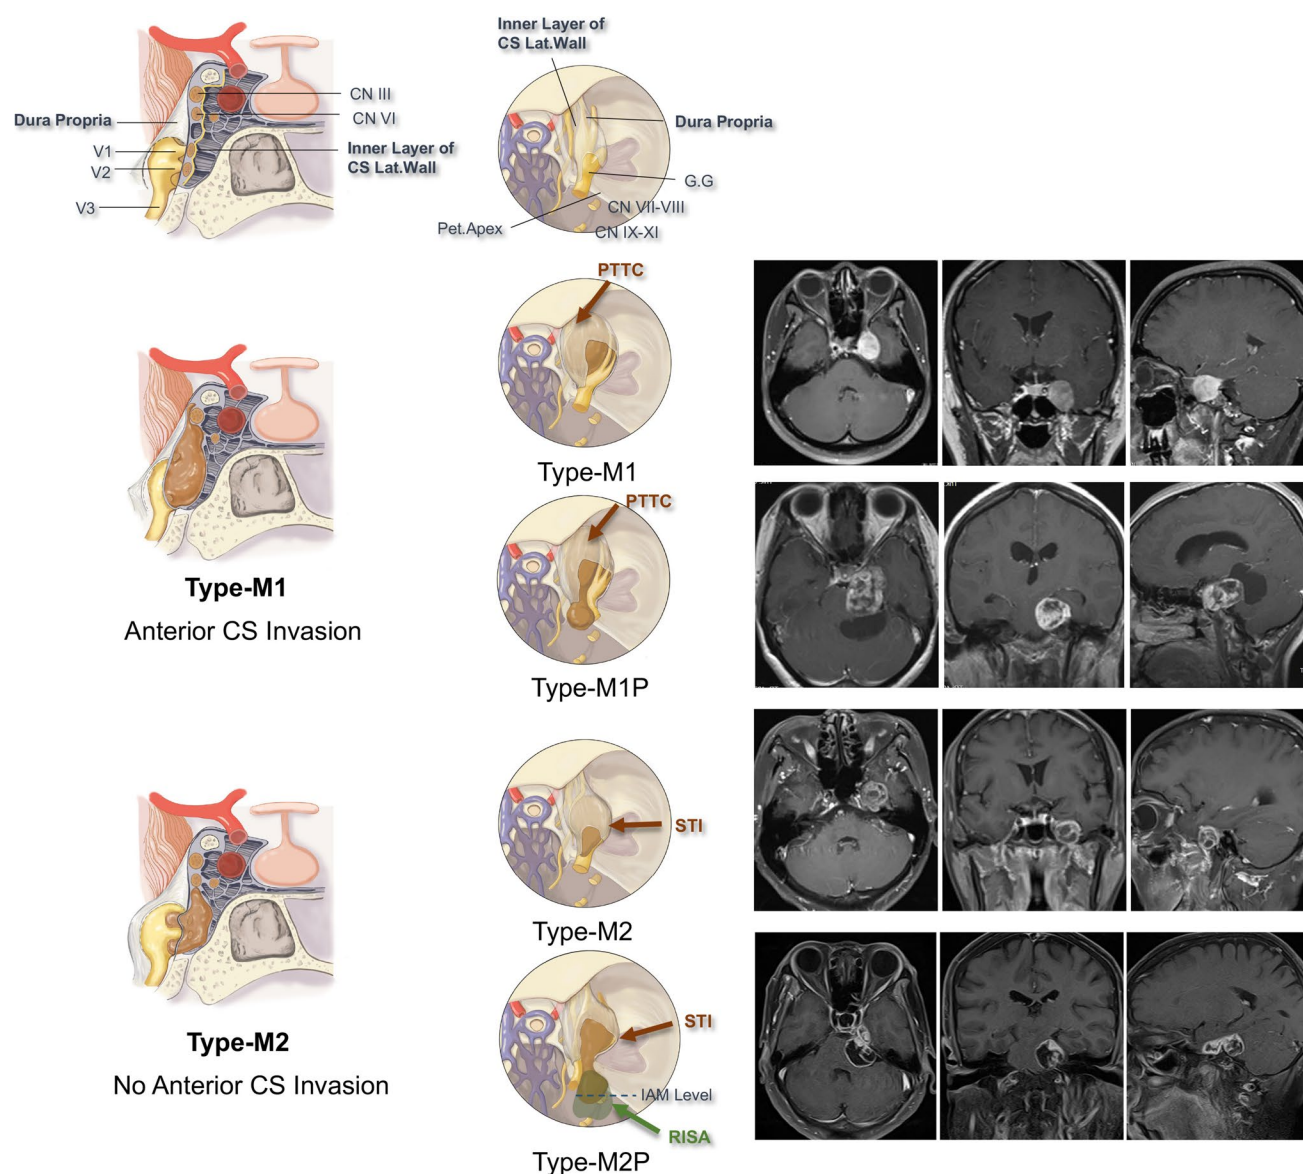 Inner Layer of
CS Lat.Wall
CN III
CN VI
Dura Propria
V1
V2
V3
Inner Layer of
CS Lat.Wall
Dura Propria
G.G
CN VII-VIII
Pet.Apex
CN IX-XI
PTTC
Type-M1
PTTC
Type-M1
Anterior CS Invasion
Type-M1P
STI
Type-M2
STI
Type-M2
No Anterior CS Invasion
IAM Level
RISA
Type-M2P